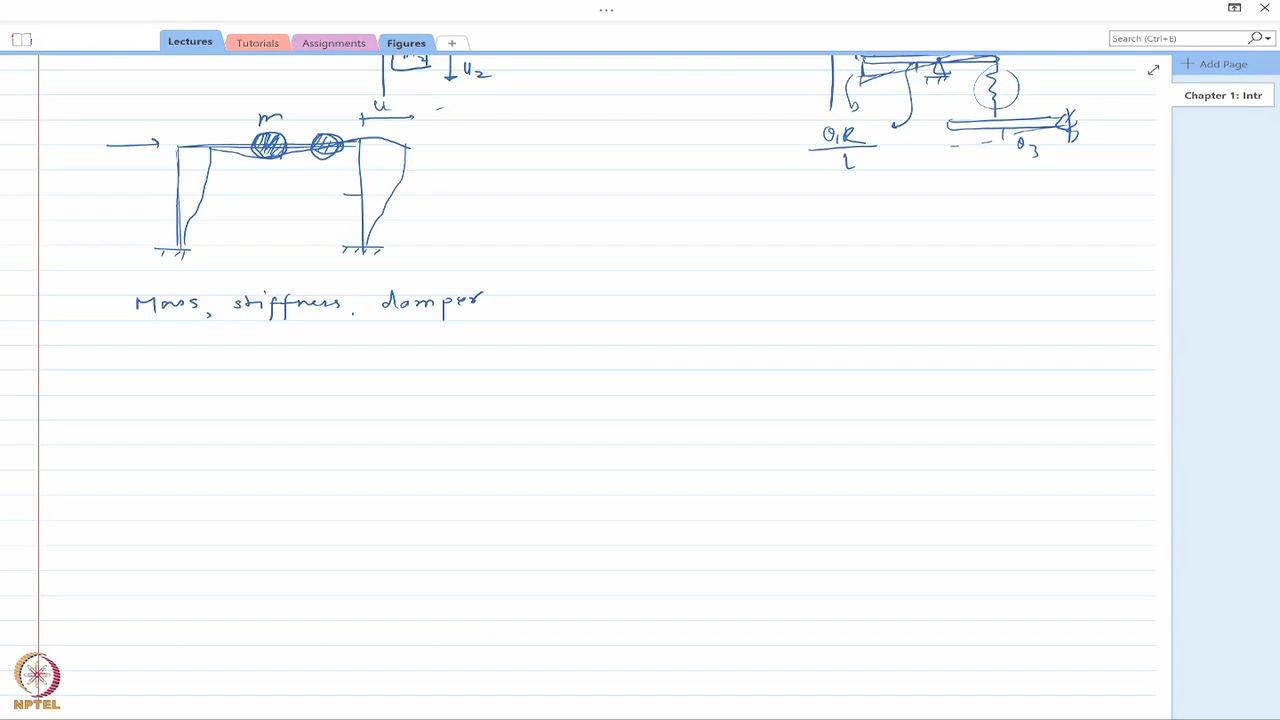 Lectures Tutorials Assignments Figures
Search (Ctrl+E)
Add Page
Chapter 1: Intr
u2
u
m
b
θ1R
L
θ3
Mass, stiffness, damper
NPTEL